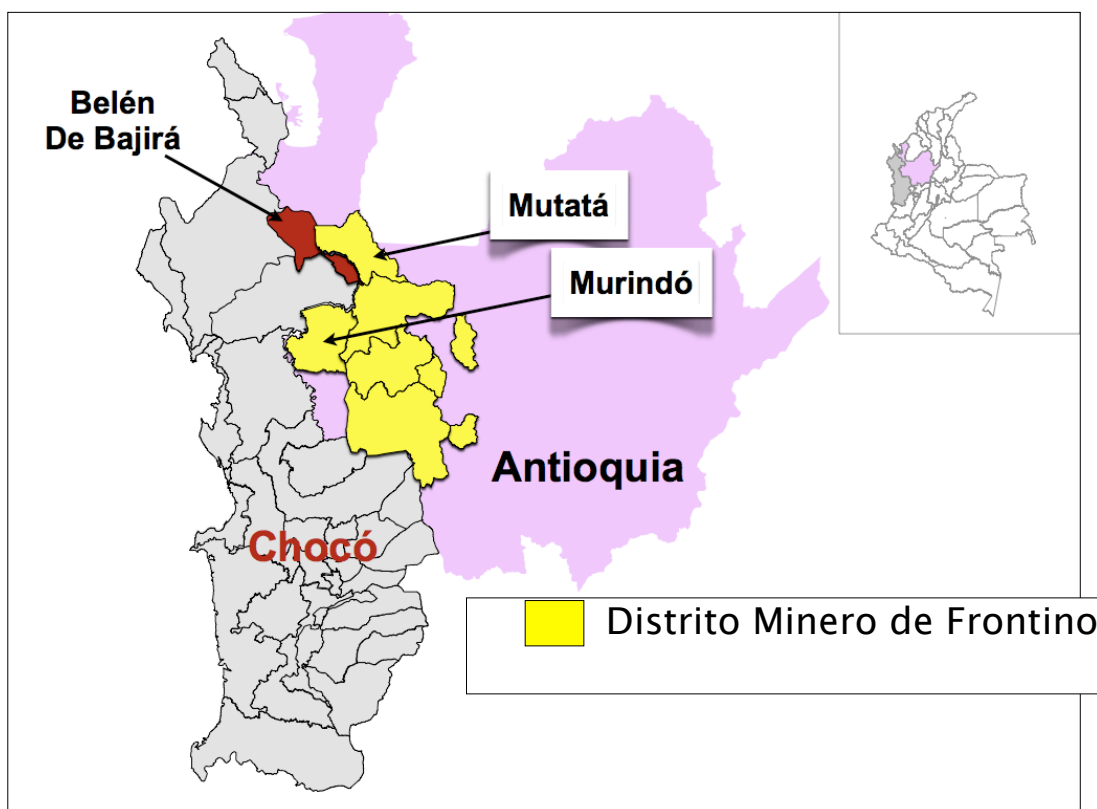 Belén
De Bajirá
Mutatá
Murindó
Antioquia
Chocó
Distrito Minero de Frontino